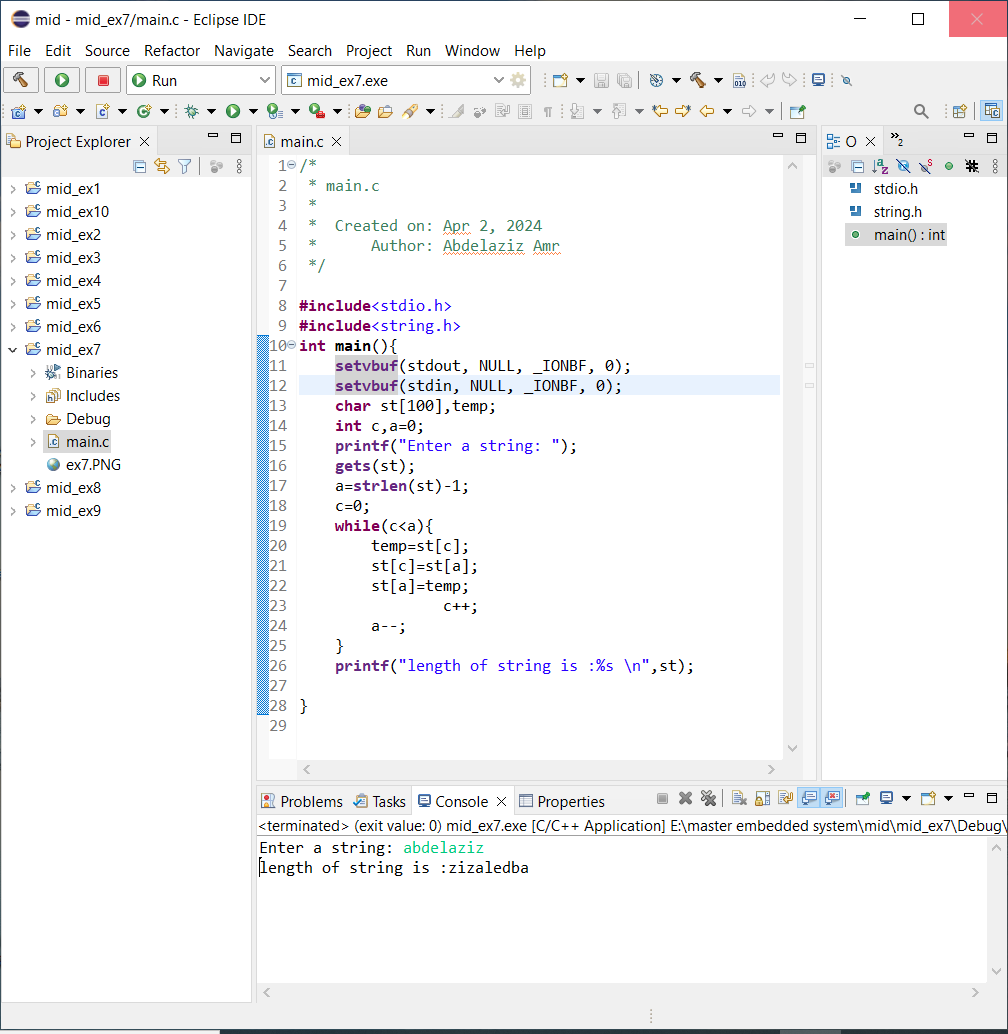 mid - mid_ex7/main.c - Eclipse IDE
File Edit Source Refactor Navigate Search Project Run Window Help
Run mid_ex7.exe
Project Explorer
mid_ex1
mid_ex10
mid_ex2
mid_ex3
mid_ex4
mid_ex5
mid_ex6
mid_ex7
Binaries
Includes
Debug
main.c
ex7.PNG
mid_ex8
mid_ex9
main.c
1 /*
2  * main.c
3  *
4  *  Created on: Apr 2, 2024
5  *      Author: Abdelaziz Amr
6  */
7
8 #include<stdio.h>
9 #include<string.h>
10 int main(){
11     setvbuf(stdout, NULL, _IONBF, 0);
12     setvbuf(stdin, NULL, _IONBF, 0);
13     char st[100],temp;
14     int c,a=0;
15     printf("Enter a string: ");
16     gets(st);
17     a=strlen(st)-1;
18     c=0;
19     while(c<a){
20         temp=st[c];
21         st[c]=st[a];
22         st[a]=temp;
23                 c++;
24         a--;
25     }
26     printf("length of string is :%s \n",st);
27
28 }
29
O
2
stdio.h
string.h
main() : int
Problems Tasks Console Properties
<terminated> (exit value: 0) mid_ex7.exe [C/C++ Application] E:\master embedded system\mid\mid_ex7\Debug\
Enter a string: abdelaziz
length of string is :zizaledba